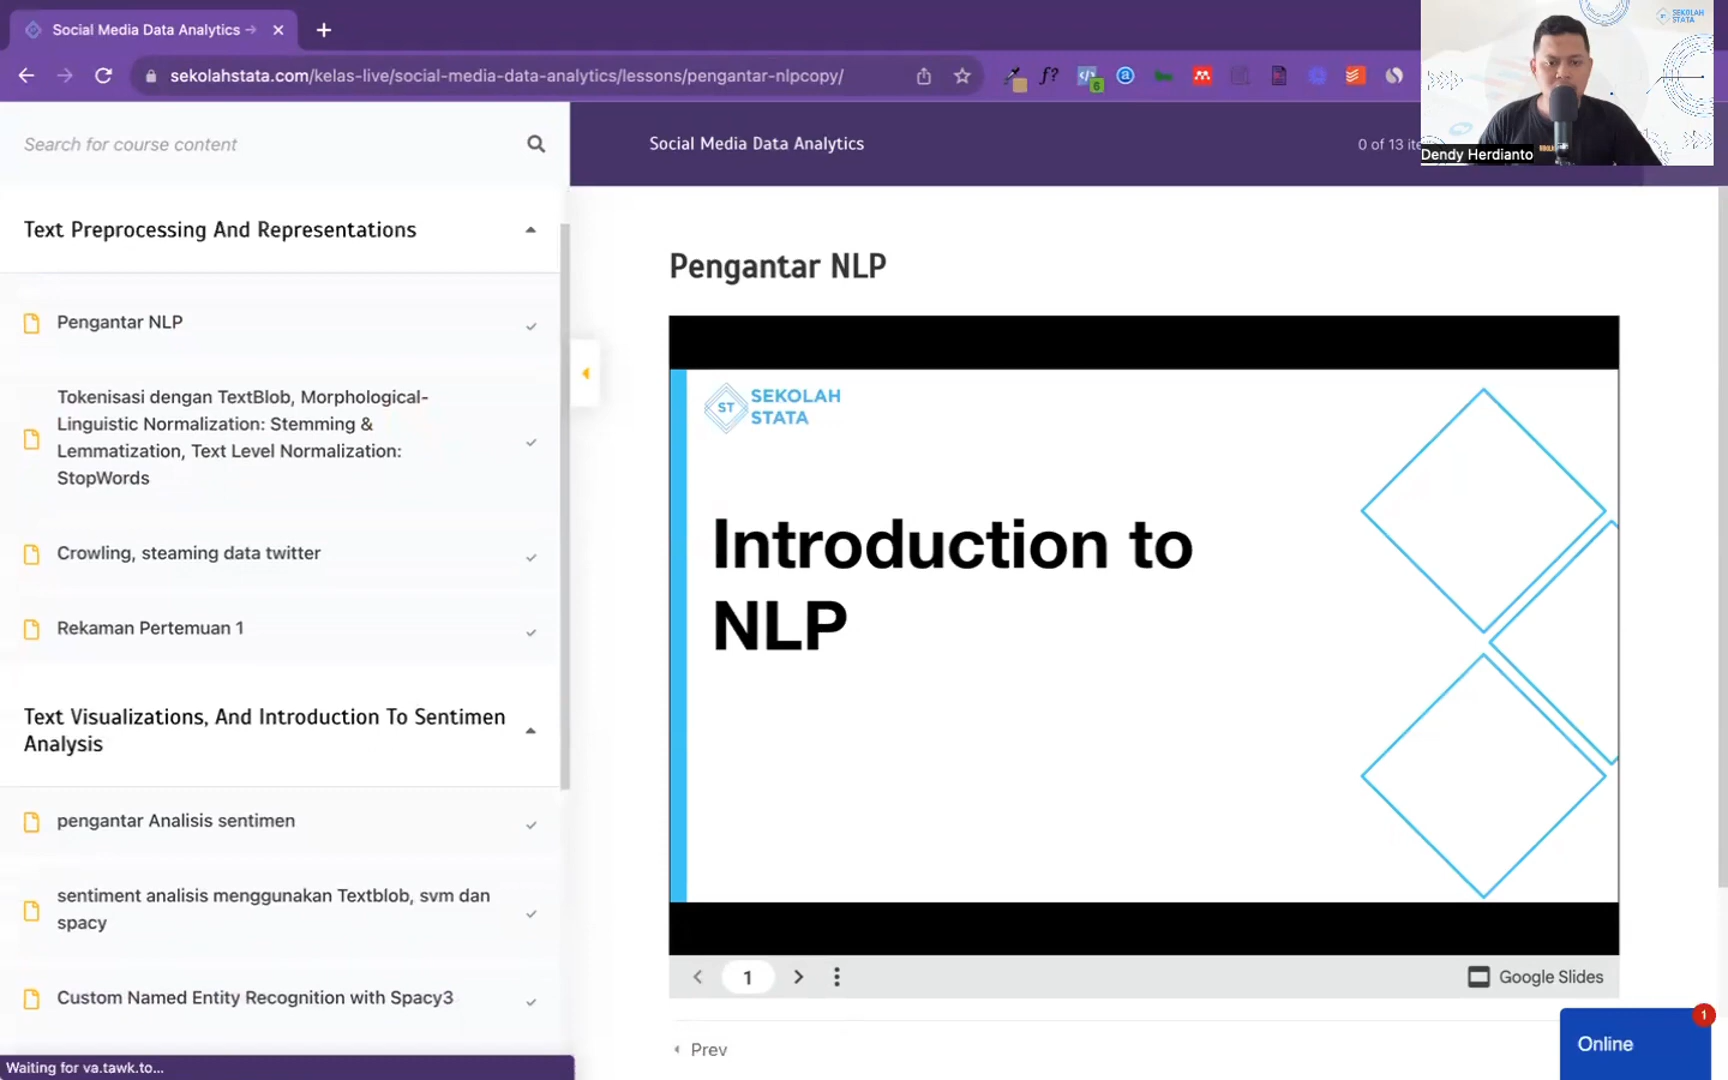 Social Media Data Analytics →
sekolahstata.com/kelas-live/social-media-data-analytics/lessons/pengantar-nlpcopy/
f?
6
a
SEKOLAH
STATA
Dendy Herdianto
Search for course content
Social Media Data Analytics
0 of 13 ite
Text Preprocessing And Representations
Pengantar NLP
Tokenisasi dengan TextBlob, Morphological-
Linguistic Normalization: Stemming &
Lemmatization, Text Level Normalization:
StopWords
Crowling, steaming data twitter
Rekaman Pertemuan 1
Text Visualizations, And Introduction To Sentimen
Analysis
pengantar Analisis sentimen
sentiment analisis menggunakan Textblob, svm dan
spacy
Custom Named Entity Recognition with Spacy3
Waiting for va.tawk.to...
Pengantar NLP
ST
SEKOLAH
STATA
Introduction to
NLP
1
Google Slides
Prev
Online
1